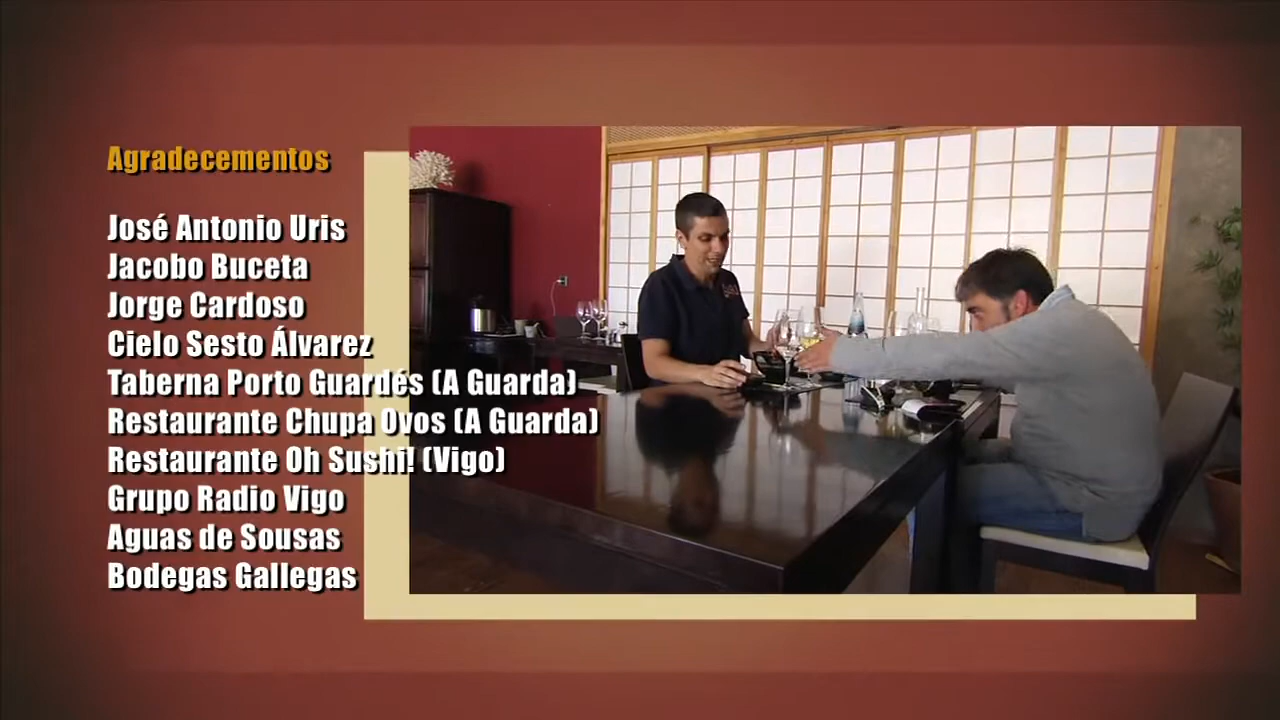 Agradecementos
José Antonio Uris
Jacobo Buceta
Jorge Cardoso
Cielo Sesto Álvarez
Taberna Porto Guardés (A Guarda)
Restaurante Chupa Ovos (A Guarda)
Restaurante Oh Sushi! (Vigo)
Grupo Radio Vigo
Aguas de Sousas
Bodegas Gallegas